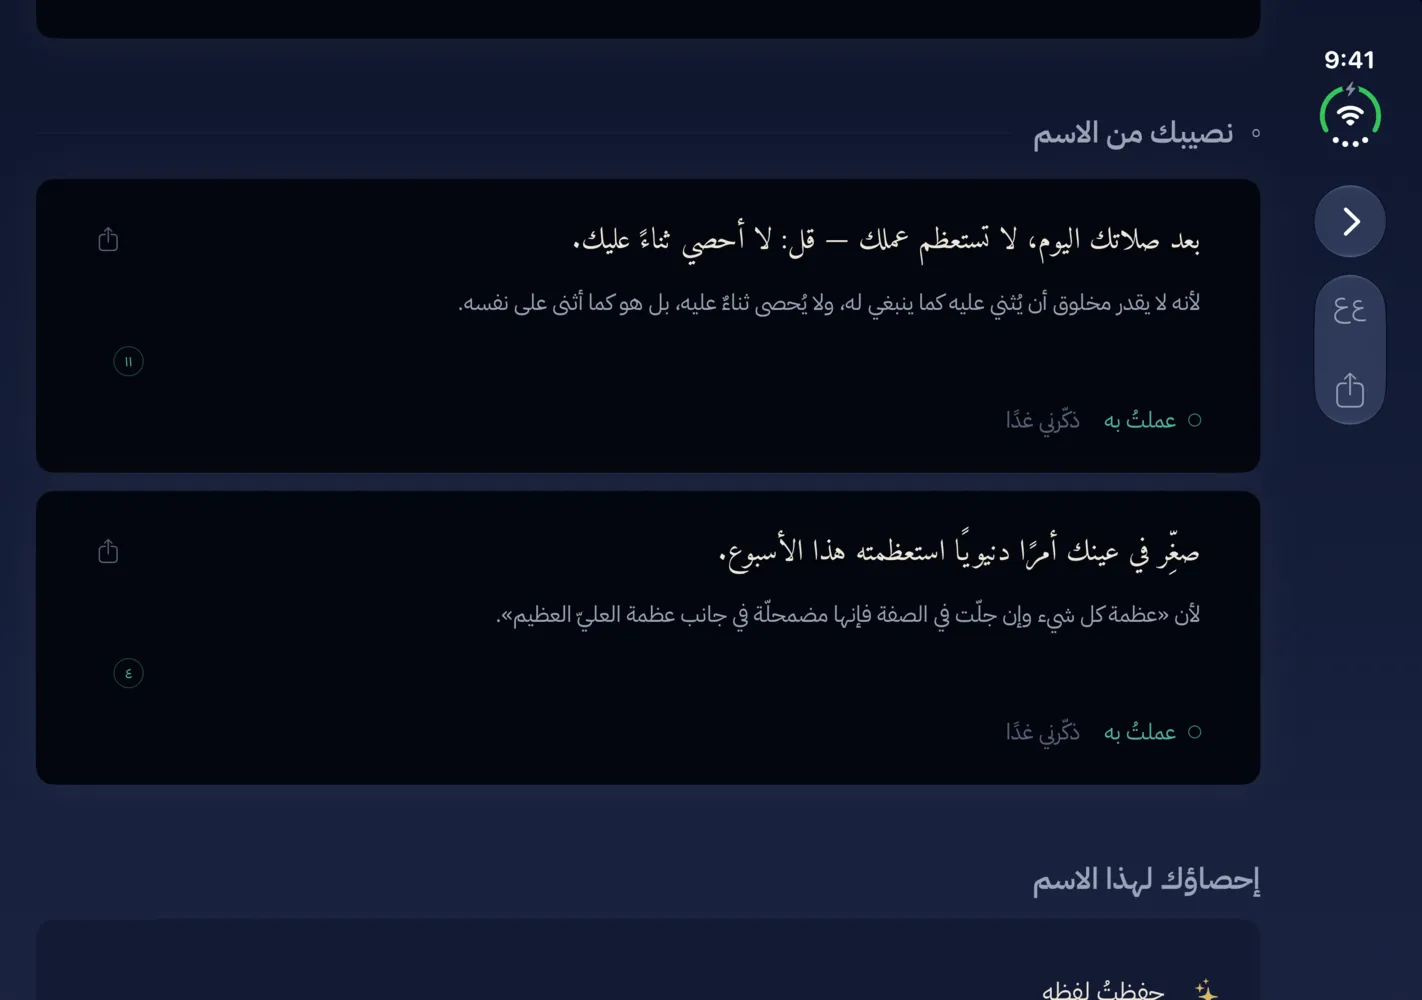 9:41
عع
نصيبك من الاسم
بعد صلاتك اليوم، لا تستعظم عملك — قل: لا أحصي ثناءً عليك.
لأنه لا يقدر مخلوق أن يُثني عليه كما ينبغي له، ولا يُحصى ثناءٌ عليه، بل هو كما أثنى على نفسه.
١١
عملتُ به ذكّرني غدًا
صغِّر في عينك أمرًا دنيويًا استعظمته هذا الأسبوع.
لأن «عظمة كل شيء وإن جلّت في الصفة فإنها مضمحلّة في جانب عظمة العليّ العظيم».
٤
عملتُ به ذكّرني غدًا
إحصاؤك لهذا الاسم
حفظتُ لفظه